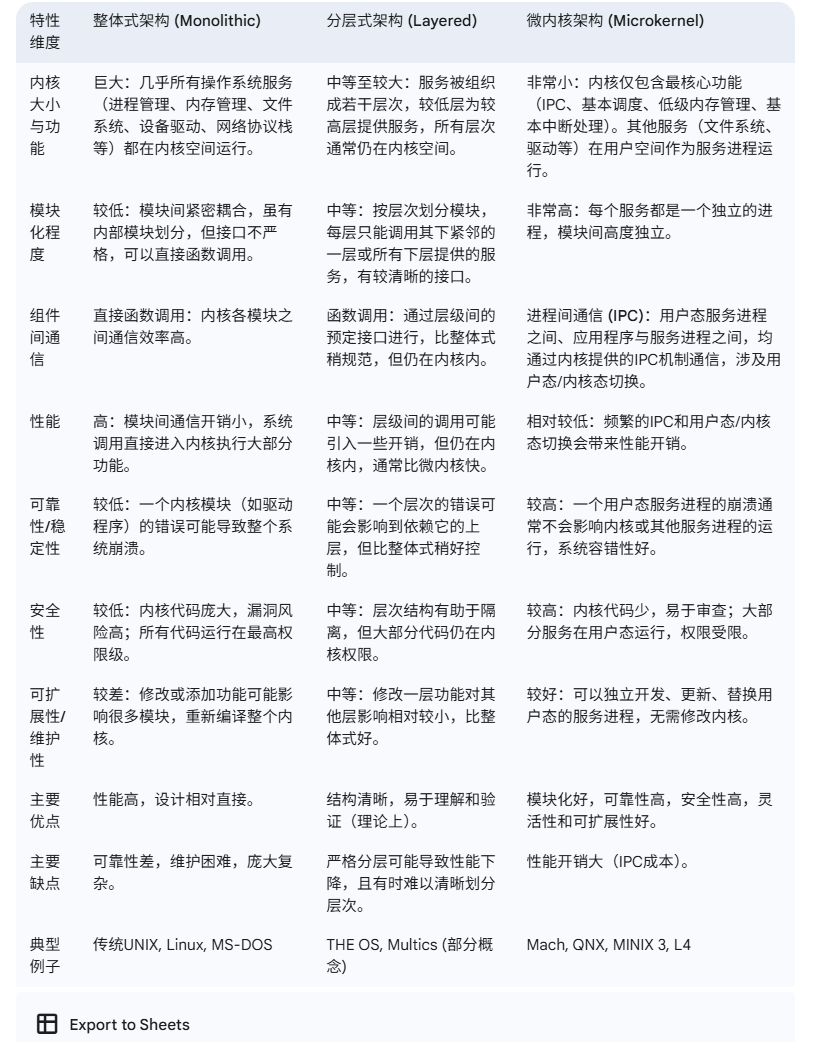 特性
维度
整体式架构 (Monolithic)
分层式架构 (Layered)
微内核架构 (Microkernel)
内核
大小
与功
能
巨大：几乎所有操作系统服务
（进程管理、内存管理、文件
系统、设备驱动、网络协议栈
等）都在内核空间运行。
中等至较大：服务被组织
成若干层次，较低层为较
高层提供服务，所有层次
通常仍在内核空间。
非常小：内核仅包含最核心功能
（IPC、基本调度、低级内存管理、基
本中断处理）。其他服务（文件系统、
驱动等）在用户空间作为服务进程运
行。
模块
化程
度
较低：模块间紧密耦合，虽有
内部模块划分，但接口不严
格，可以直接函数调用。
中等：按层次划分模块，
每层只能调用其下紧邻的
一层或所有下层提供的服
务，有较清晰的接口。
非常高：每个服务都是一个独立的进
程，模块间高度独立。
组件
间通
信
直接函数调用：内核各模块之
间通信效率高。
函数调用：通过层级间的
预定接口进行，比整体式
稍规范，但仍在内核内。
进程间通信 (IPC)：用户态服务进程
之间、应用程序与服务进程之间，均
通过内核提供的IPC机制通信，涉及用
户态/内核态切换。
性能
高：模块间通信开销小，系统
调用直接进入内核执行大部分
功能。
中等：层级间的调用可能
引入一些开销，但仍在内
核内，通常比微内核快。
相对较低：频繁的IPC和用户态/内核
态切换会带来性能开销。
可靠
性/稳
定性
较低：一个内核模块（如驱动
程序）的错误可能导致整个系
统崩溃。
中等：一个层次的错误可
能会影响到依赖它的上
层，但比整体式稍好控
制。
较高：一个用户态服务进程的崩溃通
常不会影响内核或其他服务进程的运
行，系统容错性好。
安全
性
较低：内核代码庞大，漏洞风
险高；所有代码运行在最高权
限级。
中等：层次结构有助于隔
离，但大部分代码仍在内
核权限。
较高：内核代码少，易于审查；大部
分服务在用户态运行，权限受限。
可扩
展性/
维护
性
较差：修改或添加功能可能影
响很多模块，重新编译整个内
核。
中等：修改一层功能对其
他层影响相对较小，比整
体式好。
较好：可以独立开发、更新、替换用
户态的服务进程，无需修改内核。
主要
优点
性能高，设计相对直接。
结构清晰，易于理解和验
证（理论上）。
模块化好，可靠性高，安全性高，灵
活性和可扩展性好。
主要
缺点
可靠性差，维护困难，庞大复
杂。
严格分层可能导致性能下
降，且有时难以清晰划分
层次。
性能开销大（IPC成本）。
典型
例子
传统UNIX, Linux, MS-DOS
THE OS, Multics (部分概
念)
Mach, QNX, MINIX 3, L4
Export to Sheets